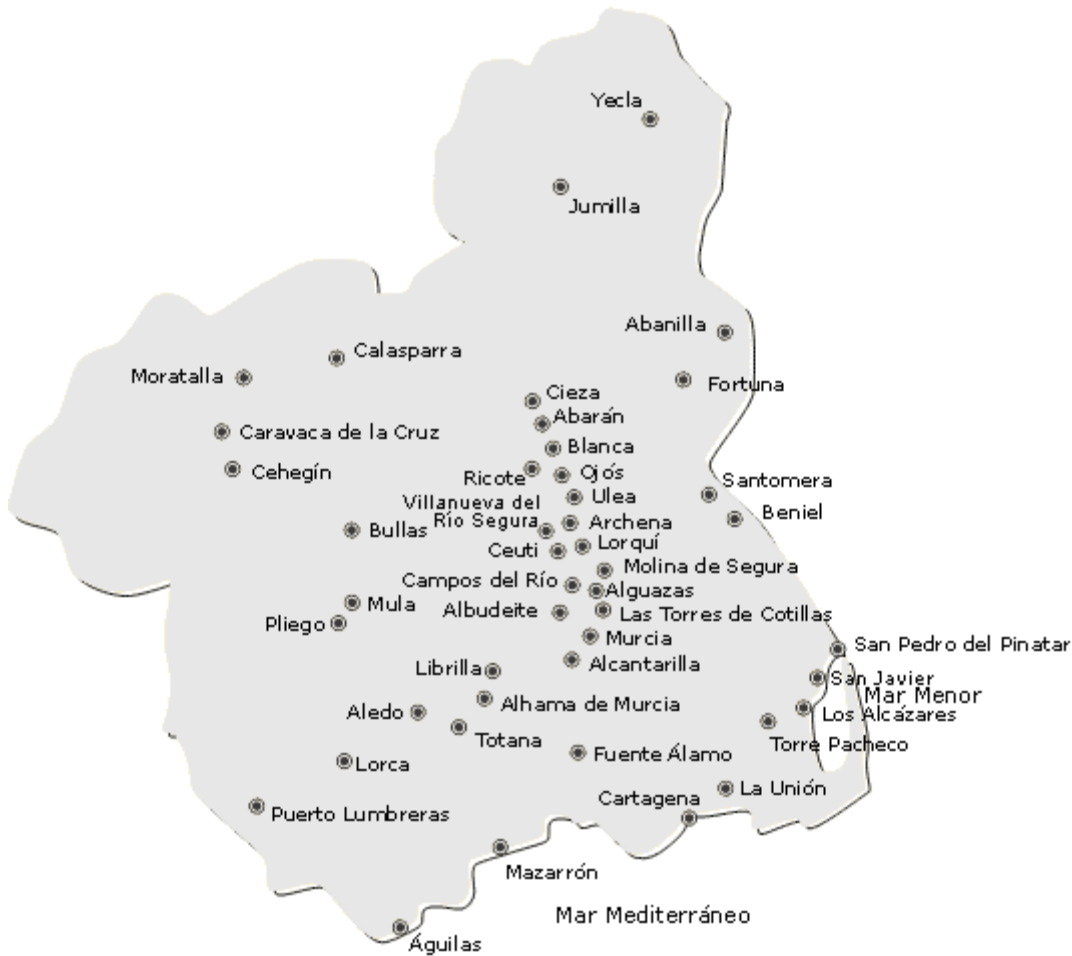 Yecla
Jumilla
Abanilla
Calasparra
Moratalla
Fortuna
Cieza
Abarán
Caravaca de la Cruz
Blanca
Cehegín
Ricote
Ojós
Santomera
Ulea
Villanueva del
Río Segura
Beniel
Archena
Bullas
Lorquí
Ceuti
Molina de Segura
Campos del Río
Alguazas
Mula
Albudeite
Las Torres de Cotillas
Pliego
Murcia
San Pedro del Pinatar
Alcantarilla
Librilla
San Javier
Mar Menor
Alhama de Murcia
Aledo
Los Alcázares
Totana
Torre Pacheco
Fuente Álamo
Lorca
La Unión
Cartagena
Puerto Lumbreras
Mazarrón
Mar Mediterráneo
Águilas